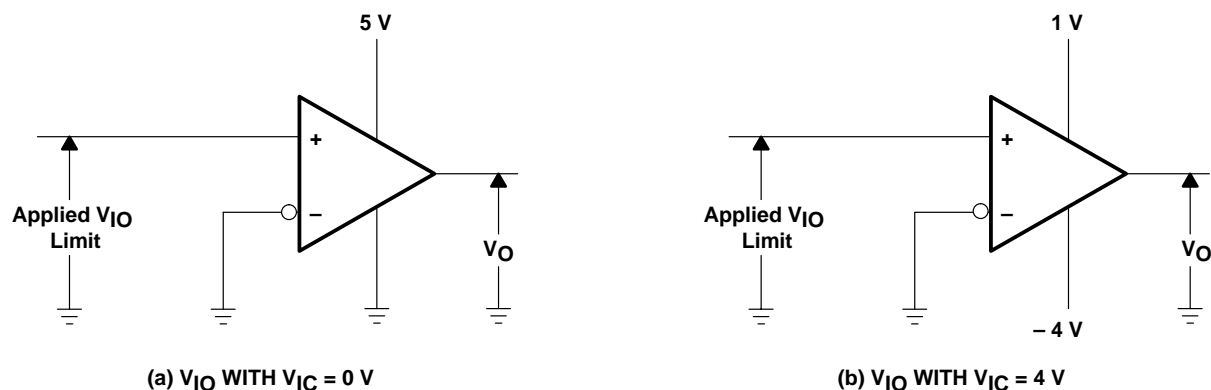 5 V
+
–
Applied VIO
Limit
VO
(a) VIO WITH VIC = 0 V
1 V
+
–
Applied VIO
Limit
VO
– 4 V
(b) VIO WITH VIC = 4 V